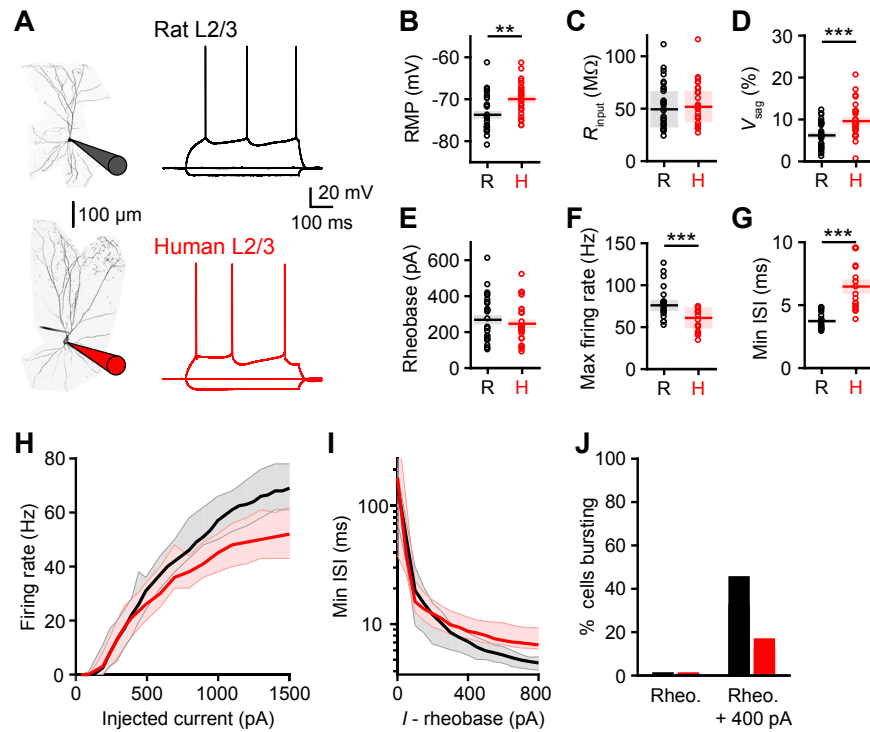 A
Rat L2/3
100 µm
20 mV
100 ms
Human L2/3
B
**
RMP (mV)
-60
-70
-80
R
H
C
R input (MΩ)
100
50
0
R
H
D
***
V sag (%)
30
20
10
0
R
H
E
Rheobase (pA)
600
400
200
0
R
H
F
***
Max firing rate (Hz)
150
100
50
0
R
H
G
***
Min ISI (ms)
10
5
0
R
H
H
Firing rate (Hz)
80
60
40
20
0
0
500
1000
1500
Injected current (pA)
I
Min ISI (ms)
100
10
0
400
800
I - rheobase (pA)
J
% cells bursting
100
80
60
40
20
0
Rheo.
Rheo.
+ 400 pA